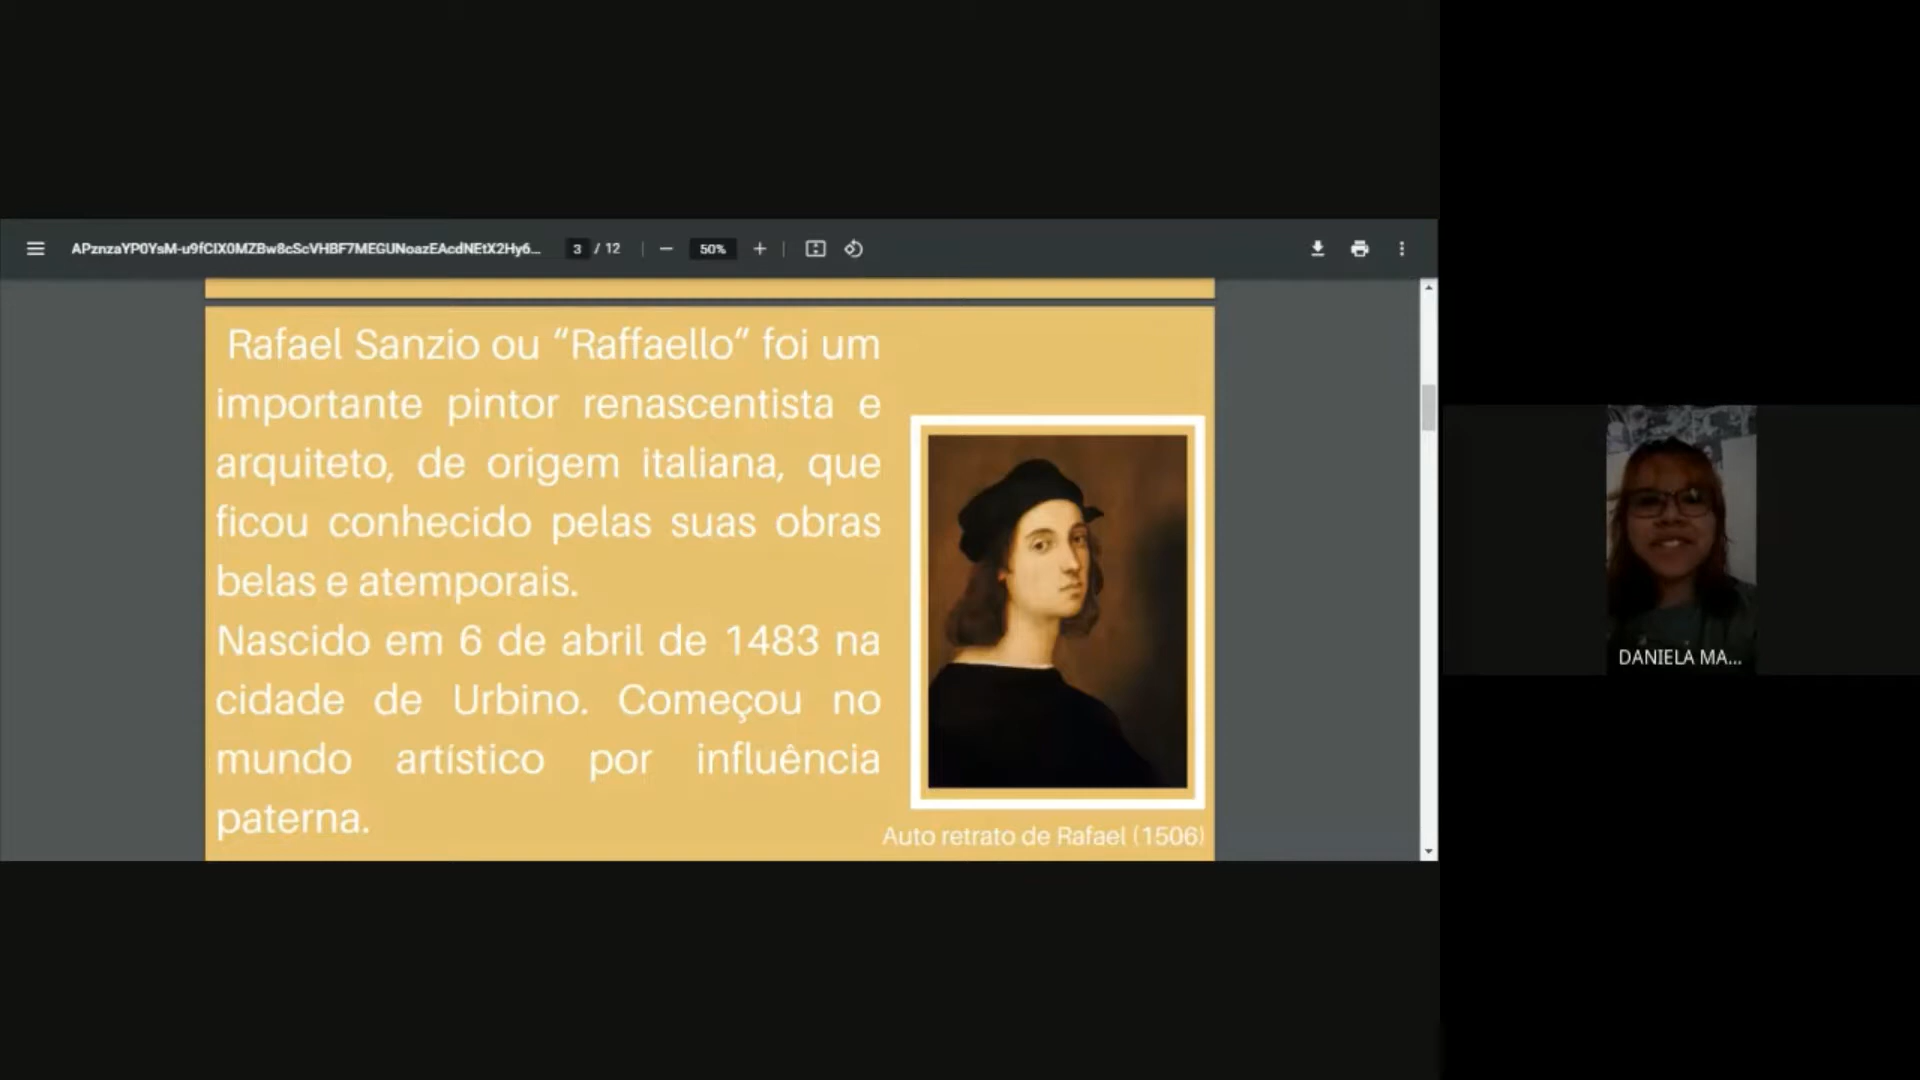 APznzaYP0YsM-u9fCIX0MZBw8cScVHBF7MEGUNoazEAcdNEtX2Hy6... 3 / 12 50%
Rafael Sanzio ou “Raffaello” foi um
importante pintor renascentista e
arquiteto, de origem italiana, que
ficou conhecido pelas suas obras
belas e atemporais.
Nascido em 6 de abril de 1483 na
cidade de Urbino. Começou no
mundo artístico por influência
paterna.
Auto retrato de Rafael (1506)
DANIELA MA...